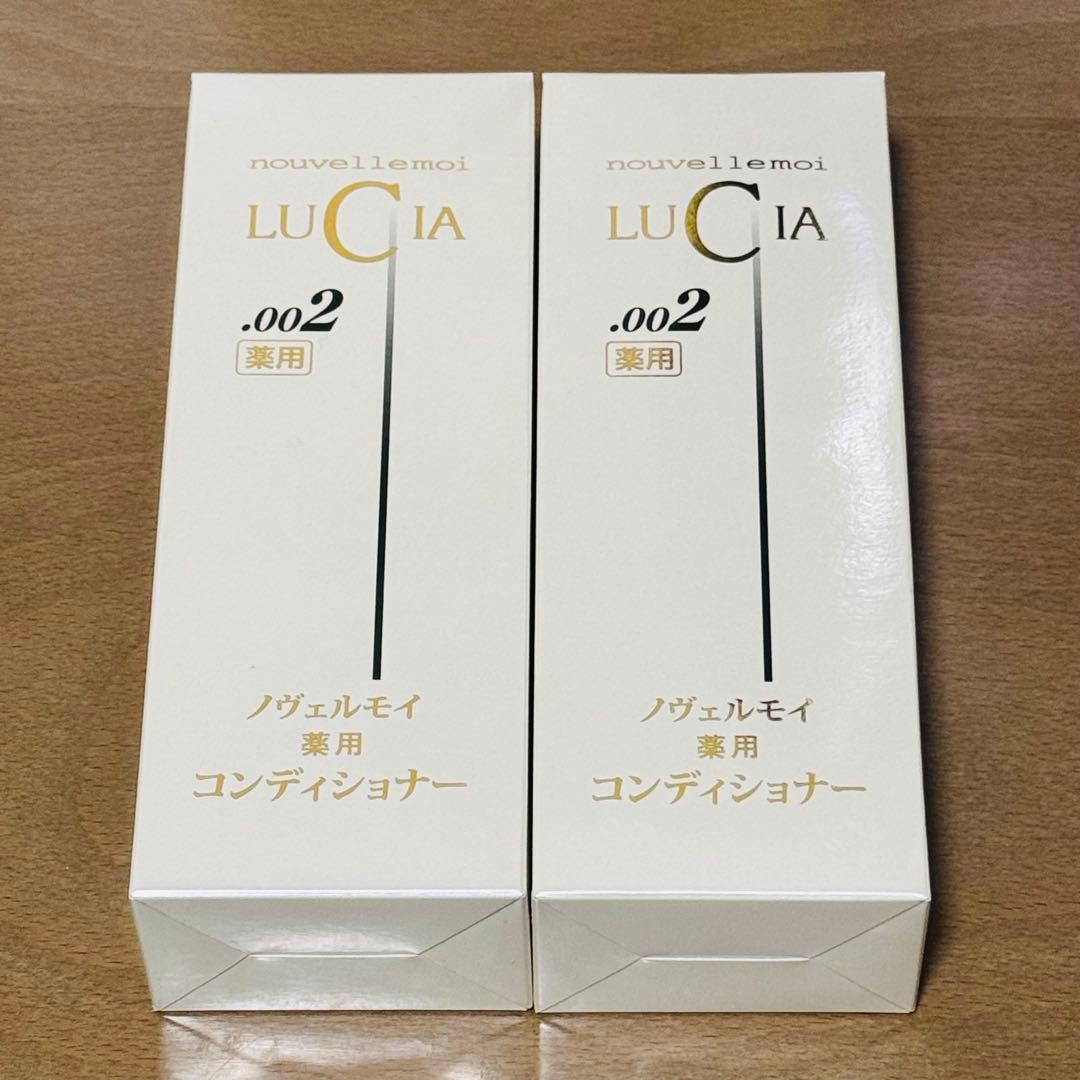 nouvellemoi
LUCIA
.002
薬用
ノヴェルモイ
薬用
コンディショナー
nouvellemoi
LUCIA
.002
薬用
ノヴェルモイ
薬用
コンディショナー